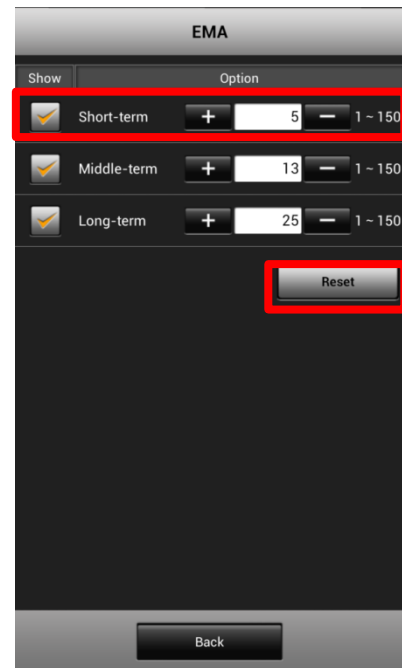 EMA
Show Option
Short-term + 5 − 1 ~ 150
Middle-term + 13 − 1 ~ 150
Long-term + 25 − 1 ~ 150
Reset
Back